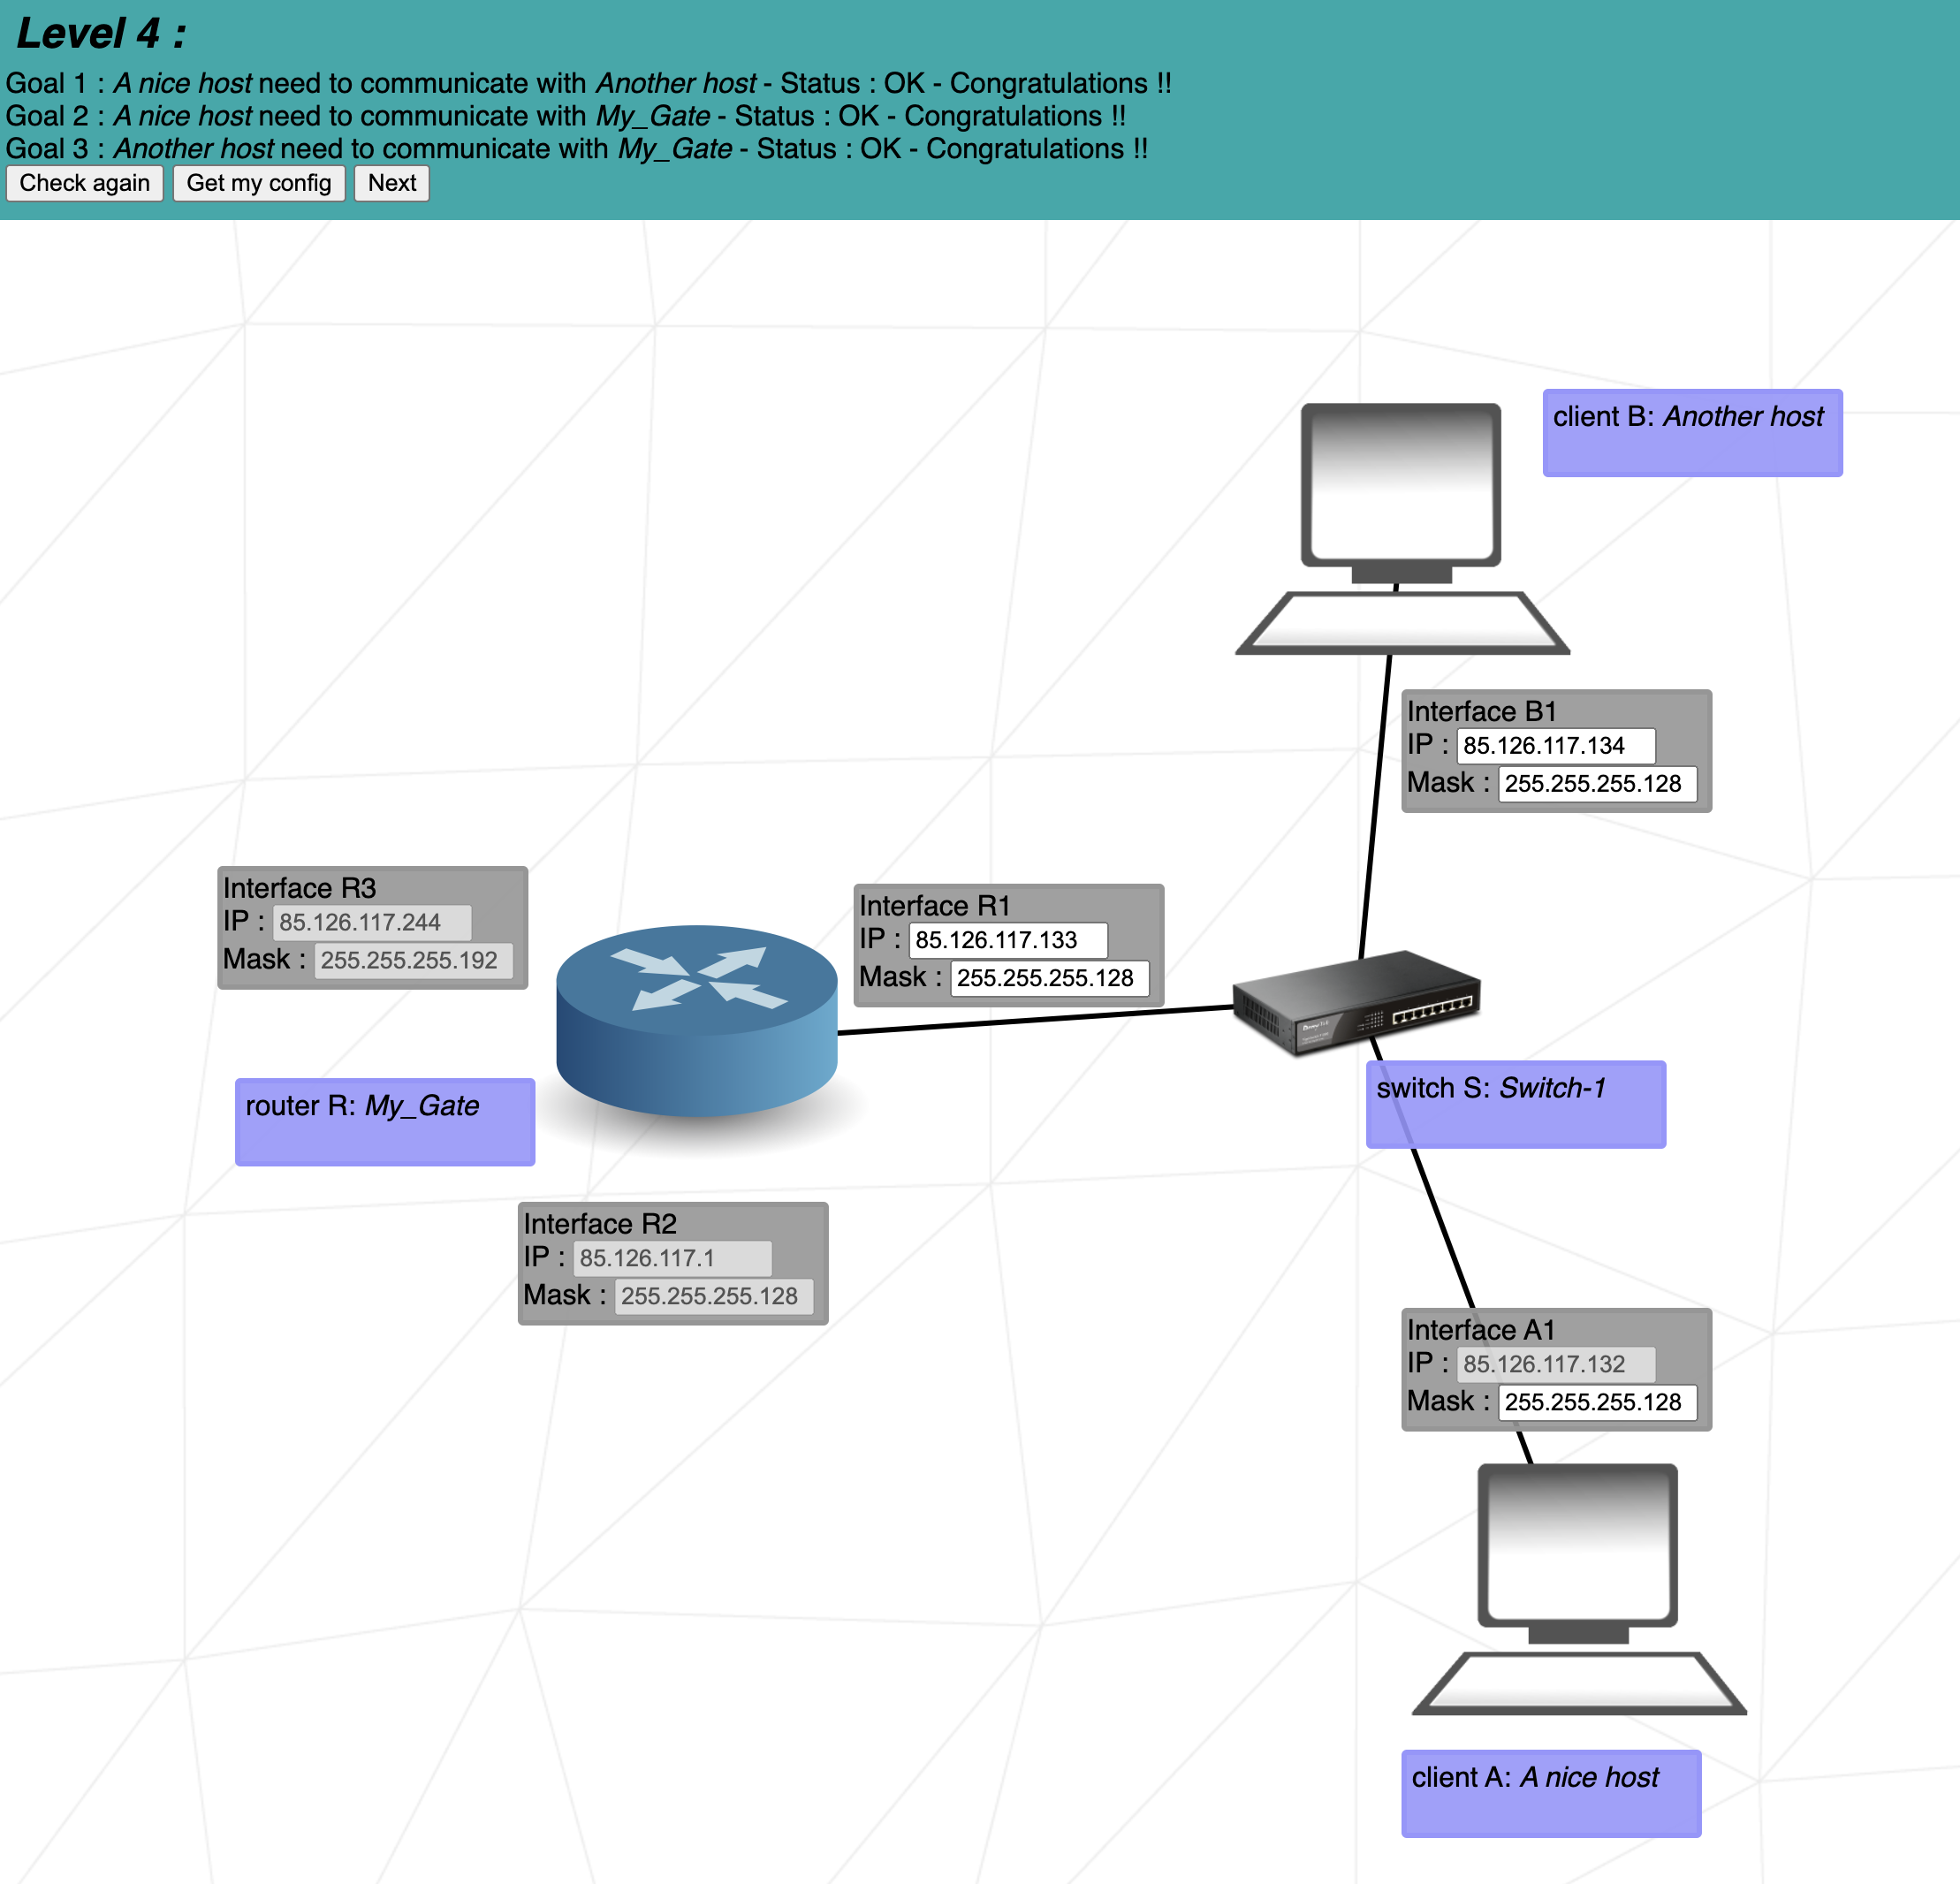 Level 4 :
Goal 1 : A nice host need to communicate with Another host - Status : OK - Congratulations !!
Goal 2 : A nice host need to communicate with My_Gate - Status : OK - Congratulations !!
Goal 3 : Another host need to communicate with My_Gate - Status : OK - Congratulations !!
Check again Get my config Next
client B: Another host
Interface B1
IP : 85.126.117.134
Mask : 255.255.255.128
Interface R3
IP : 85.126.117.244
Mask : 255.255.255.192
Interface R1
IP : 85.126.117.133
Mask : 255.255.255.128
router R: My_Gate
switch S: Switch-1
Interface R2
IP : 85.126.117.1
Mask : 255.255.255.128
Interface A1
IP : 85.126.117.132
Mask : 255.255.255.128
client A: A nice host